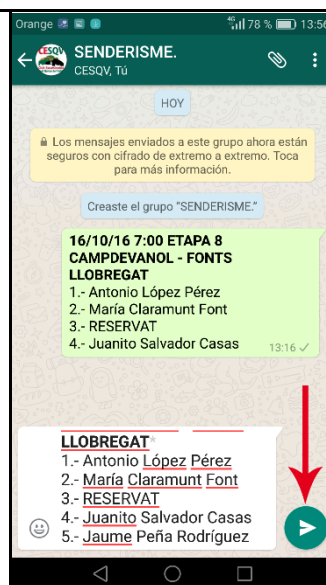 Orange 4G 78 % 13:56
CESQV
SENDERISME.
CESQV, Tú
HOY
Los mensajes enviados a este grupo ahora están
seguros con cifrado de extremo a extremo. Toca
para más información.
Creaste el grupo "SENDERISME."
16/10/16 7:00 ETAPA 8
CAMPDEVANOL - FONTS
LLOBREGAT
1.- Antonio López Pérez
2.- María Claramunt Font
3.- RESERVAT
4.- Juanito Salvador Casas
13:16
LLOBREGAT*
1.- Antonio López Pérez
2.- María Claramunt Font
3.- RESERVAT
4.- Juanito Salvador Casas
5.- Jaume Peña Rodríguez